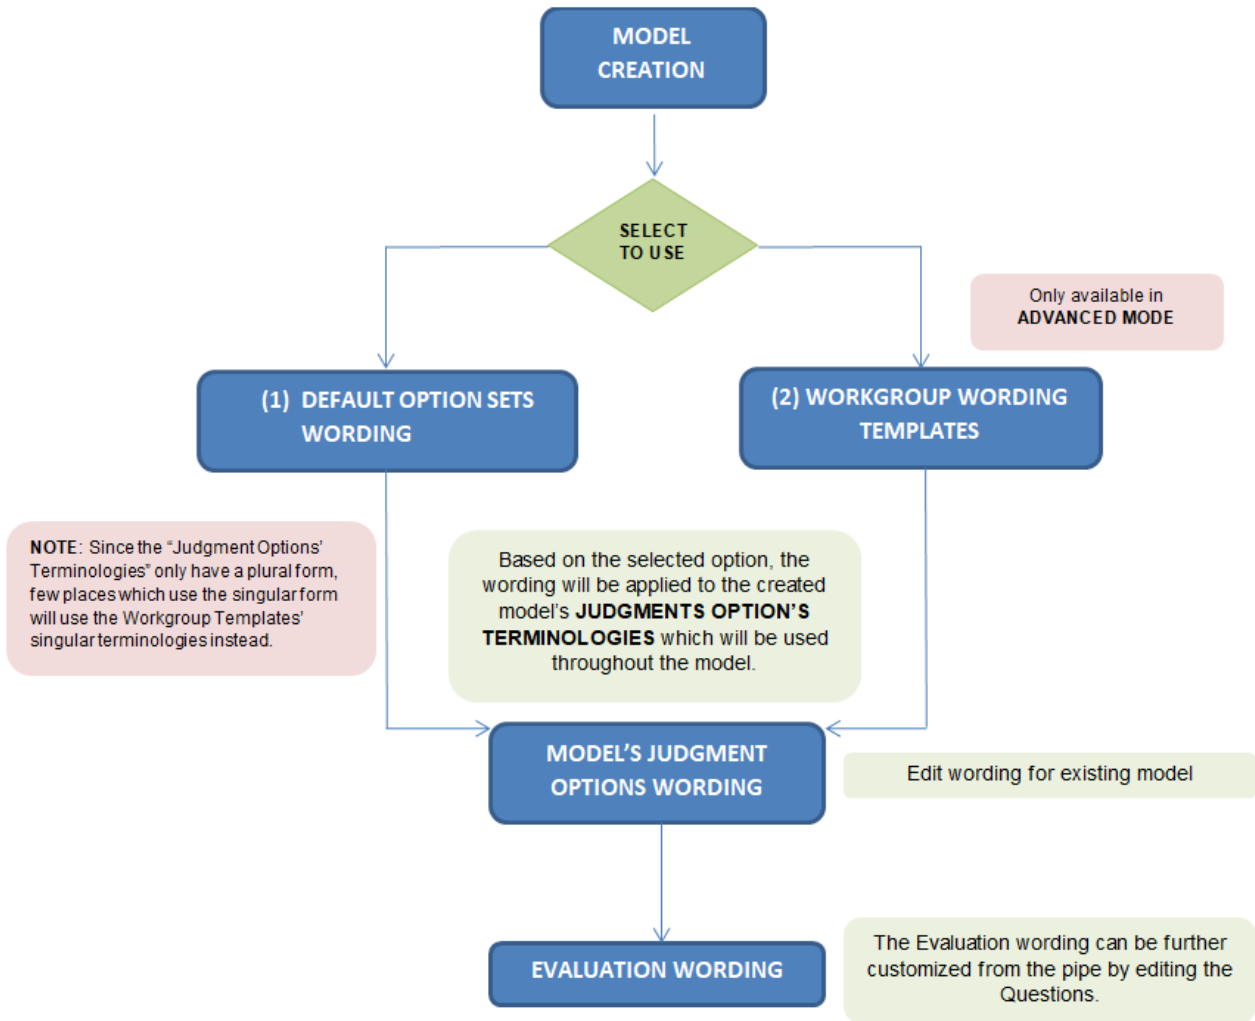 MODEL
CREATION
SELECT
TO USE
Only available in
ADVANCED MODE
(1) DEFAULT OPTION SETS
WORDING
(2) WORKGROUP WORDING
TEMPLATES
NOTE: Since the “Judgment Options’
Terminologies” only have a plural form,
few places which use the singular form
will use the Workgroup Templates’
singular terminologies instead.
Based on the selected option, the
wording will be applied to the created
model’s JUDGMENTS OPTION’S
TERMINOLOGIES which will be used
throughout the model.
MODEL’S JUDGMENT
OPTIONS WORDING
Edit wording for existing model
EVALUATION WORDING
The Evaluation wording can be further
customized from the pipe by editing the
Questions.